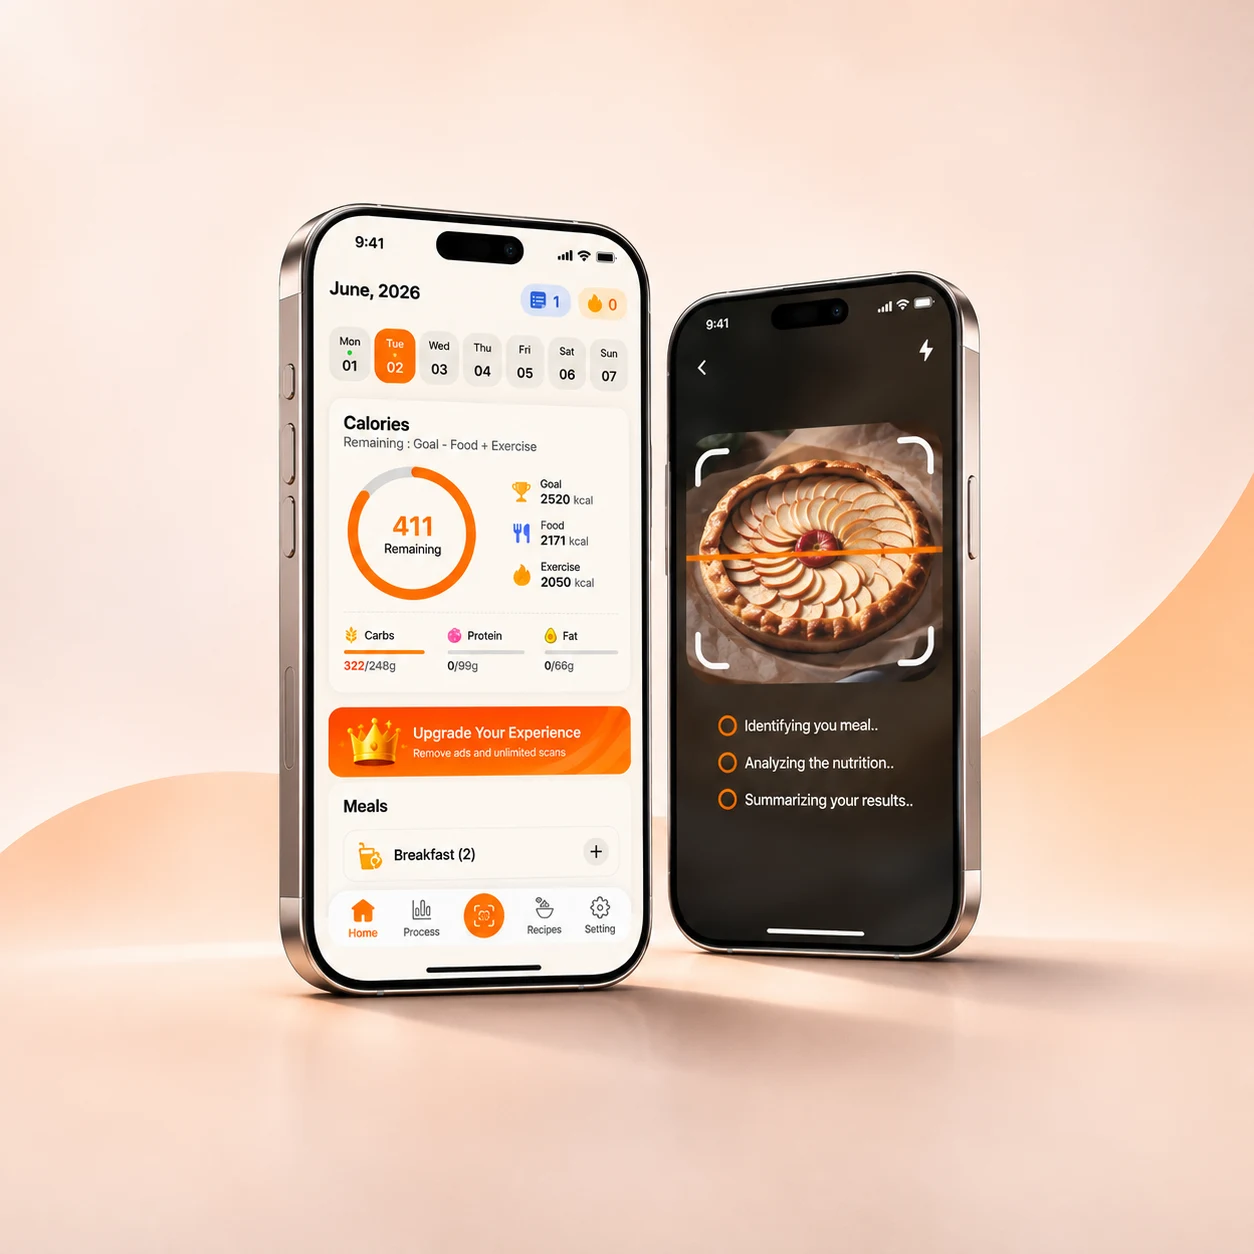 9:41
June, 2026
1
0
Mon
01
Tue
02
Wed
03
Thu
04
Fri
05
Sat
06
Sun
07
Calories
Remaining : Goal - Food + Exercise
411
Remaining
Goal
2520 kcal
Food
2171 kcal
Exercise
2050 kcal
Carbs
322/248g
Protein
0/99g
Fat
0/66g
Upgrade Your Experience
Remove ads and unlimited scans
Meals
Breakfast (2)
Home
Process
Recipes
Setting
9:41
Identifying you meal..
Analyzing the nutrition..
Summarizing your results..